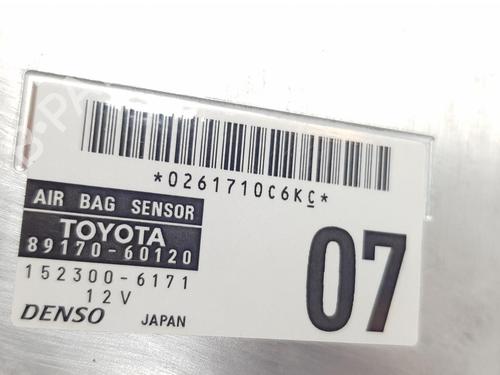 *0261710C6KC*
AIR BAG SENSOR
TOYOTA
89170-60120
152300-6171
12V
DENSO JAPAN
07